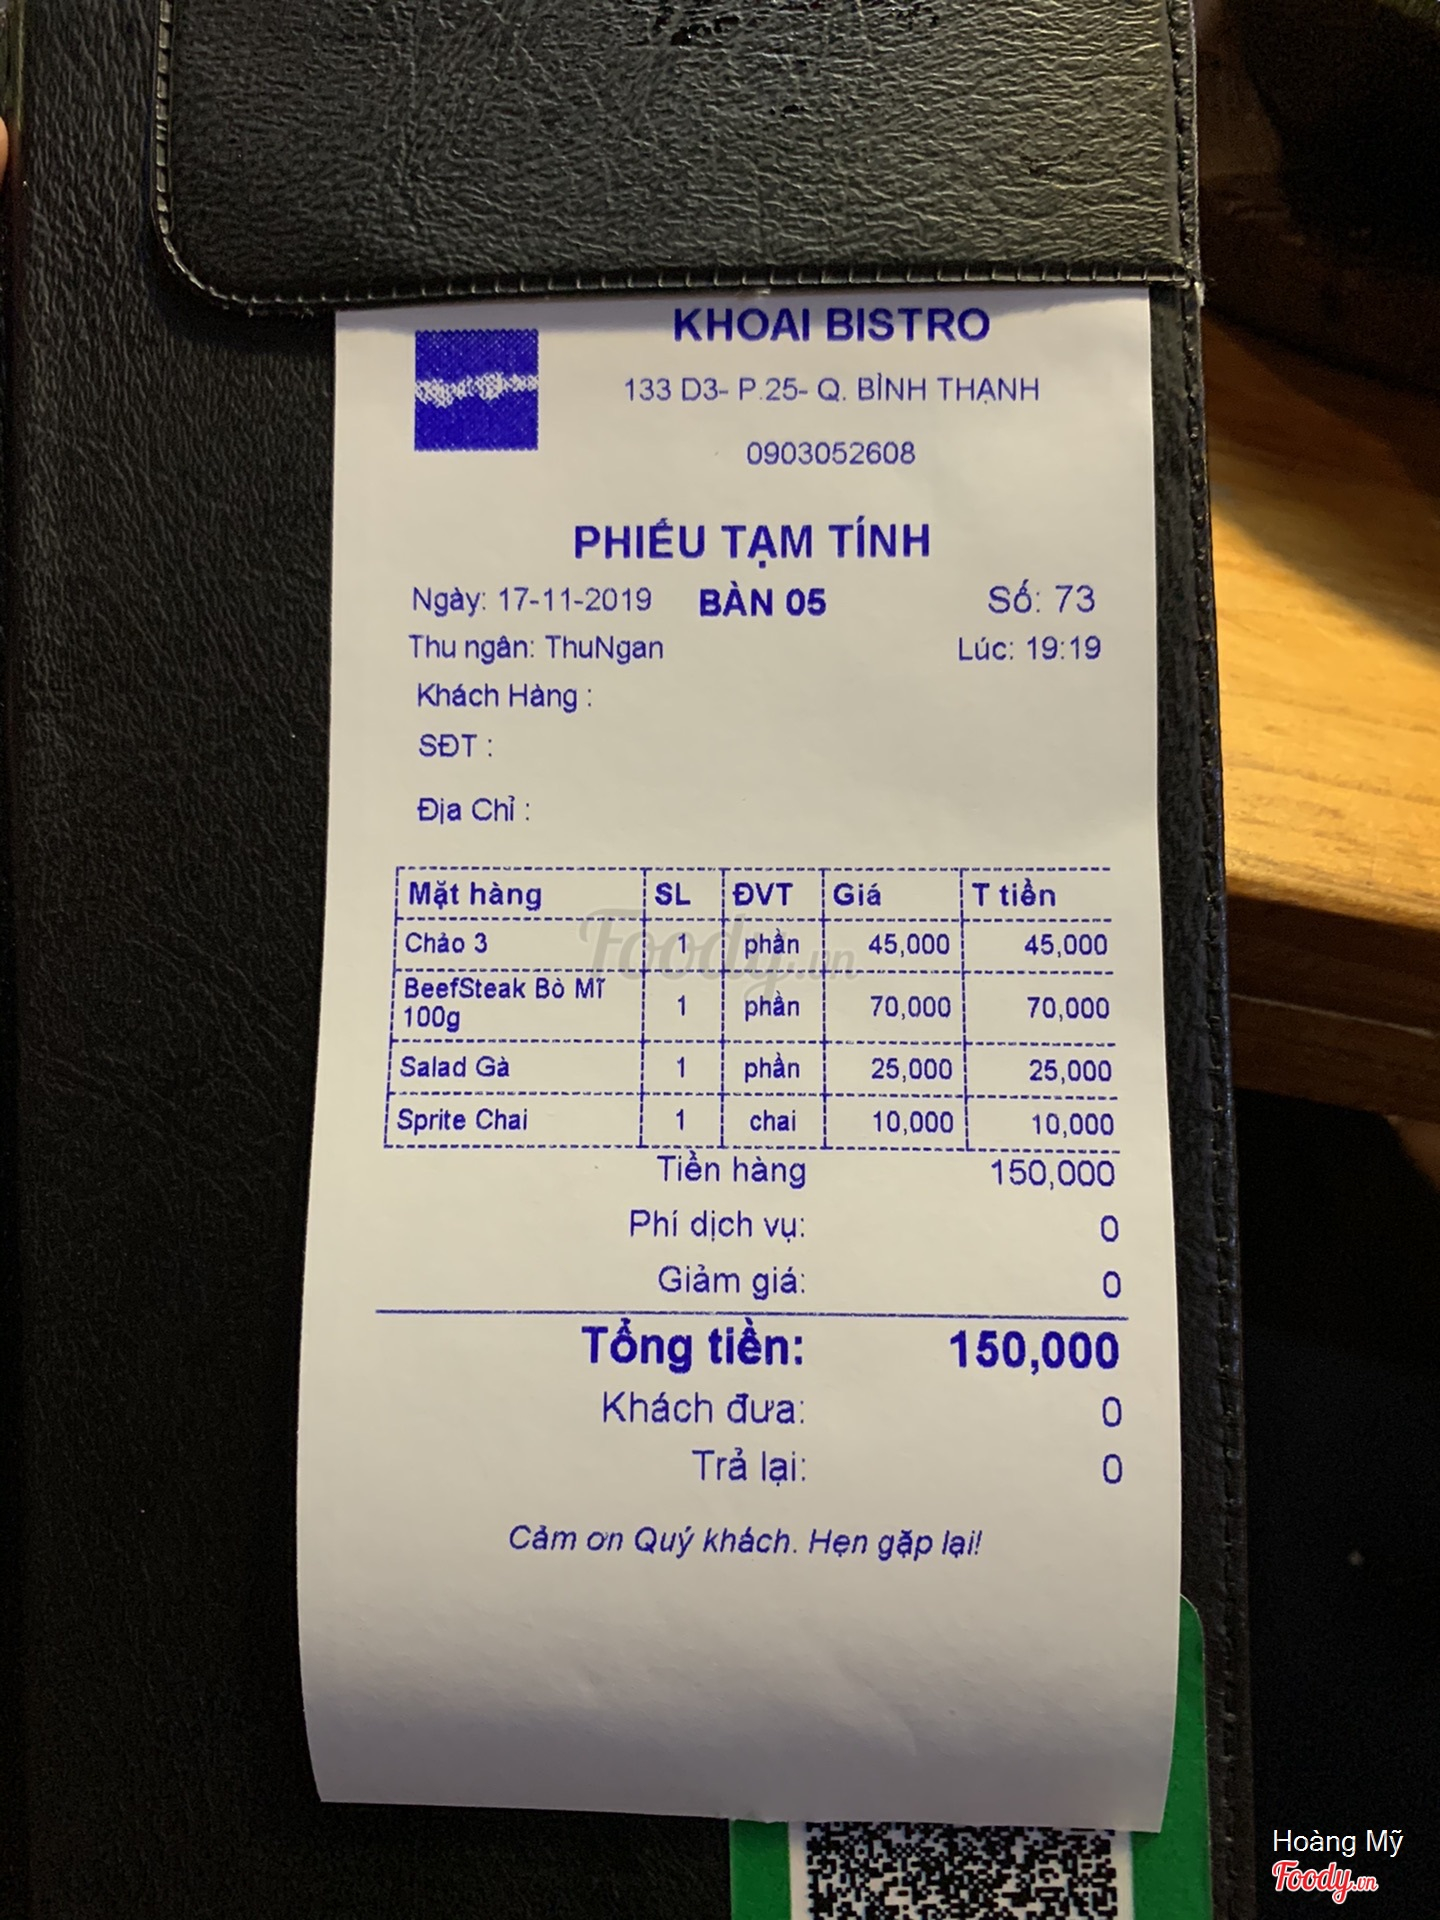 KHOAI BISTRO
133 D3- P.25- Q. BÌNH THẠNH
0903052608
PHIẾU TẠM TÍNH
Ngày: 17-11-2019 BÀN 05 Số: 73
Thu ngân: ThuNgan Lúc: 19:19
Khách Hàng :
SĐT :
Địa Chỉ :
Mặt hàng SL ĐVT Giá T tiền
Chảo 3 1 phần 45,000 45,000
BeefSteak Bò Mĩ
100g 1 phần 70,000 70,000
Salad Gà 1 phần 25,000 25,000
Sprite Chai 1 chai 10,000 10,000
Tiền hàng 150,000
Phí dịch vụ: 0
Giảm giá: 0
Tổng tiền: 150,000
Khách đưa: 0
Trả lại: 0
Cảm ơn Quý khách. Hẹn gặp lại!
Foody.vn
Hoàng Mỹ
Foody.vn